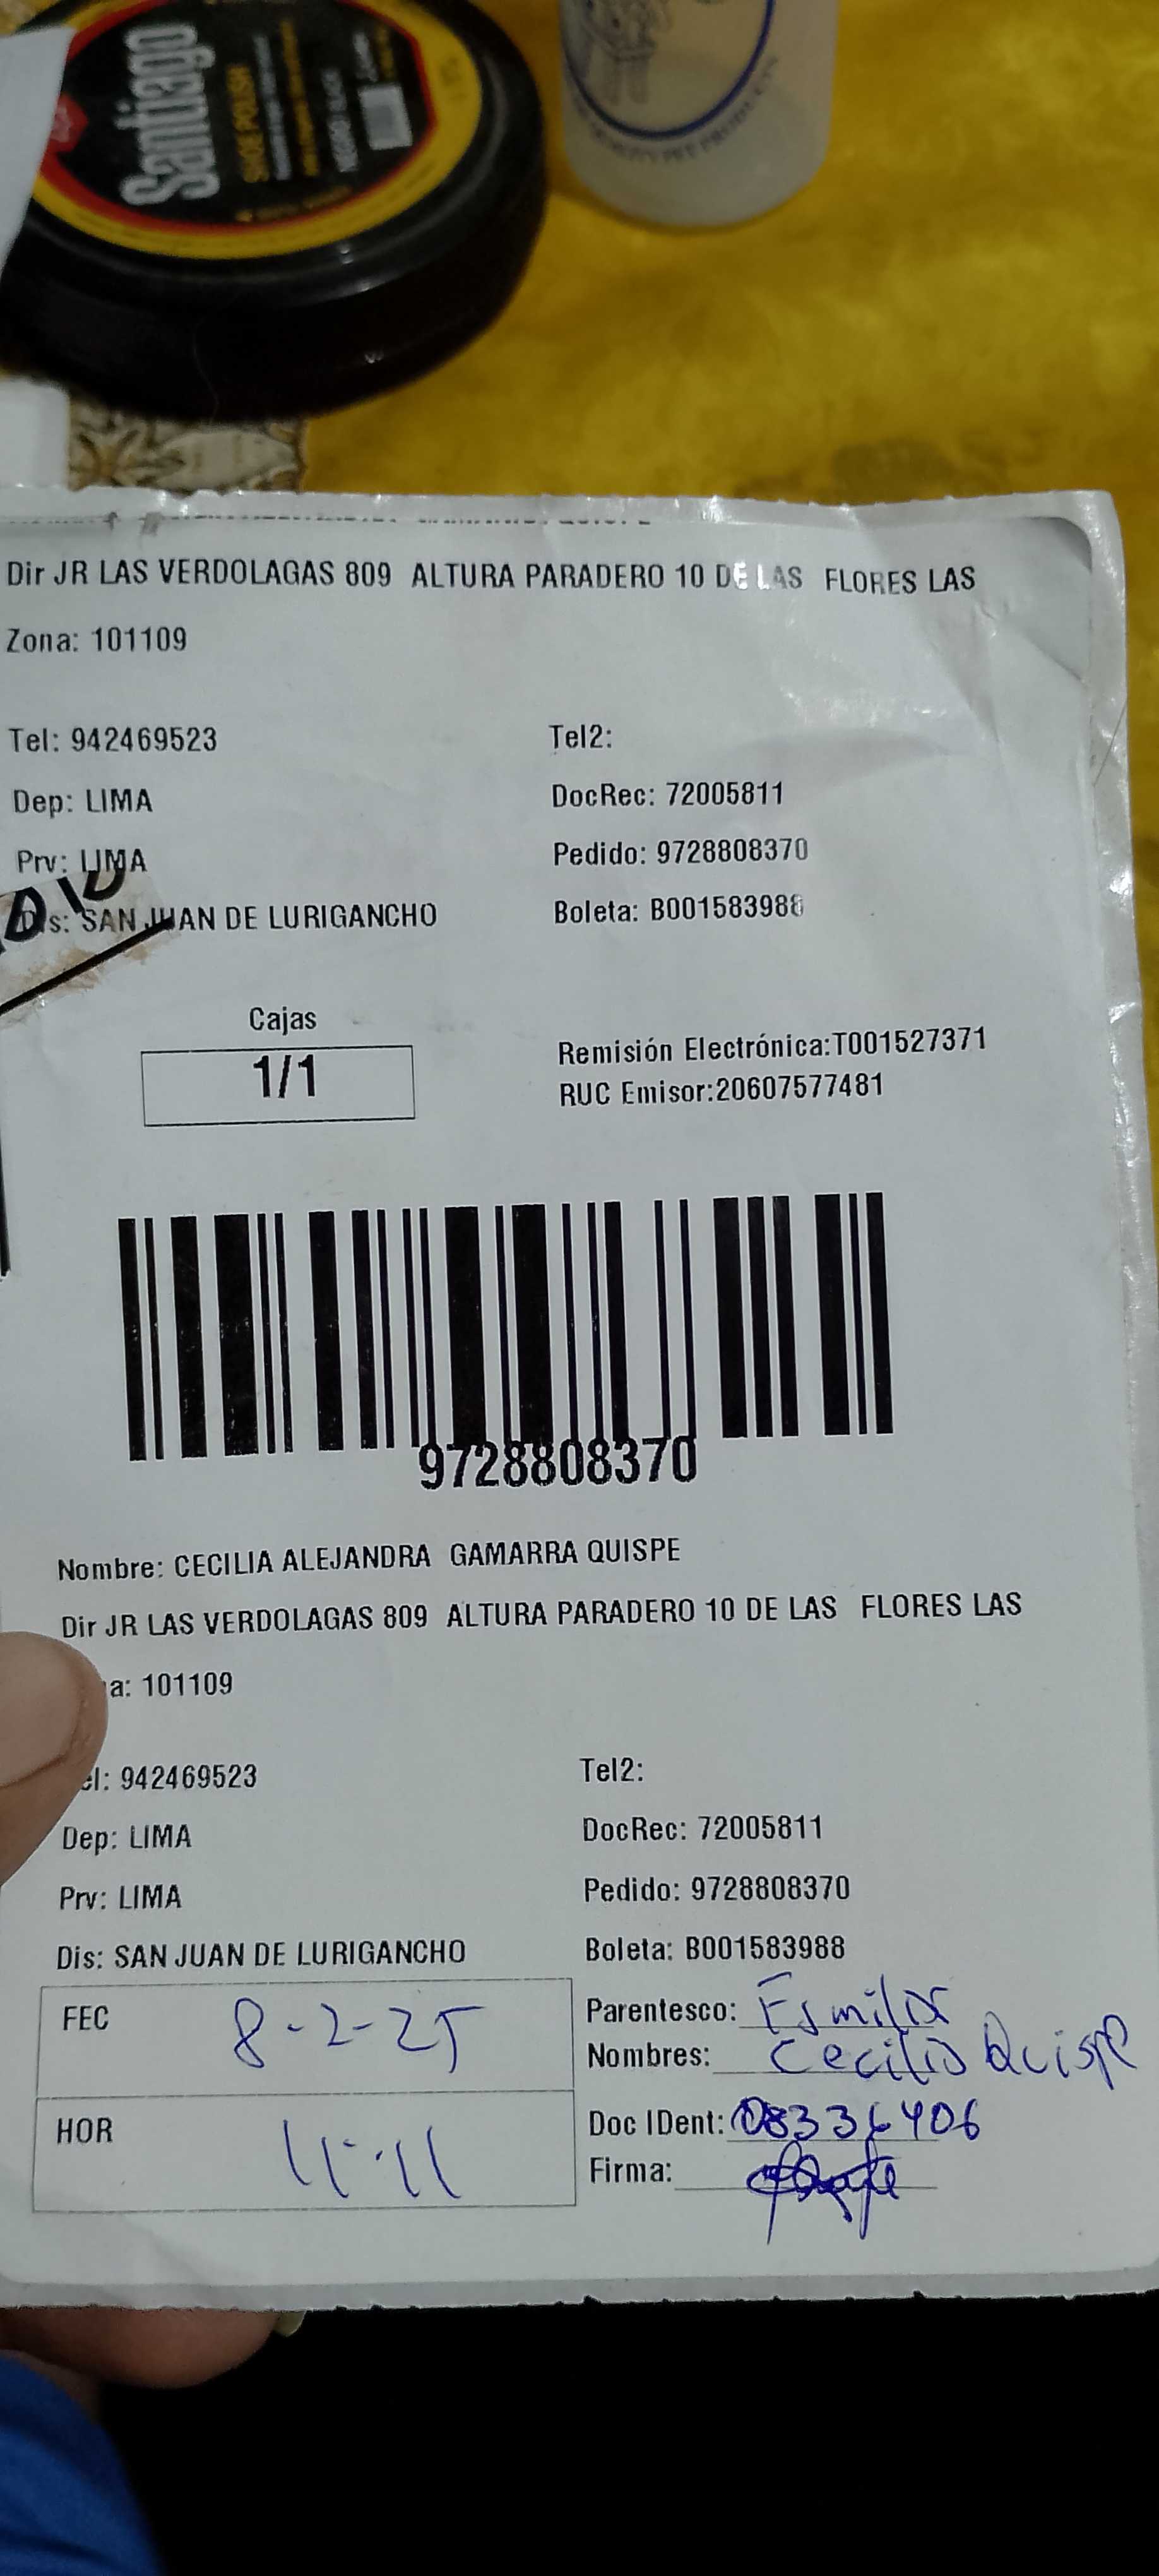 Santiago
SHOE POLISH
Dir JR LAS VERDOLAGAS 809 ALTURA PARADERO 10 DE LAS FLORES LAS
Zona: 101109
Tel: 942469523 Tel2:
Dep: LIMA DocRec: 72005811
Prv: LIMA Pedido: 9728808370
Dis: SAN JUAN DE LURIGANCHO Boleta: B001583988
Cajas
1/1
Remisión Electrónica:T001527371
RUC Emisor:20607577481
9728808370
Nombre: CECILIA ALEJANDRA GAMARRA QUISPE
Dir JR LAS VERDOLAGAS 809 ALTURA PARADERO 10 DE LAS FLORES LAS
a: 101109
el: 942469523 Tel2:
Dep: LIMA DocRec: 72005811
Prv: LIMA Pedido: 9728808370
Dis: SAN JUAN DE LURIGANCHO Boleta: B001583988
FEC 8-2-25
Parentesco:
Nombres: Cecilia Quispe
HOR 11:11
Doc IDent: 08336406
Firma: